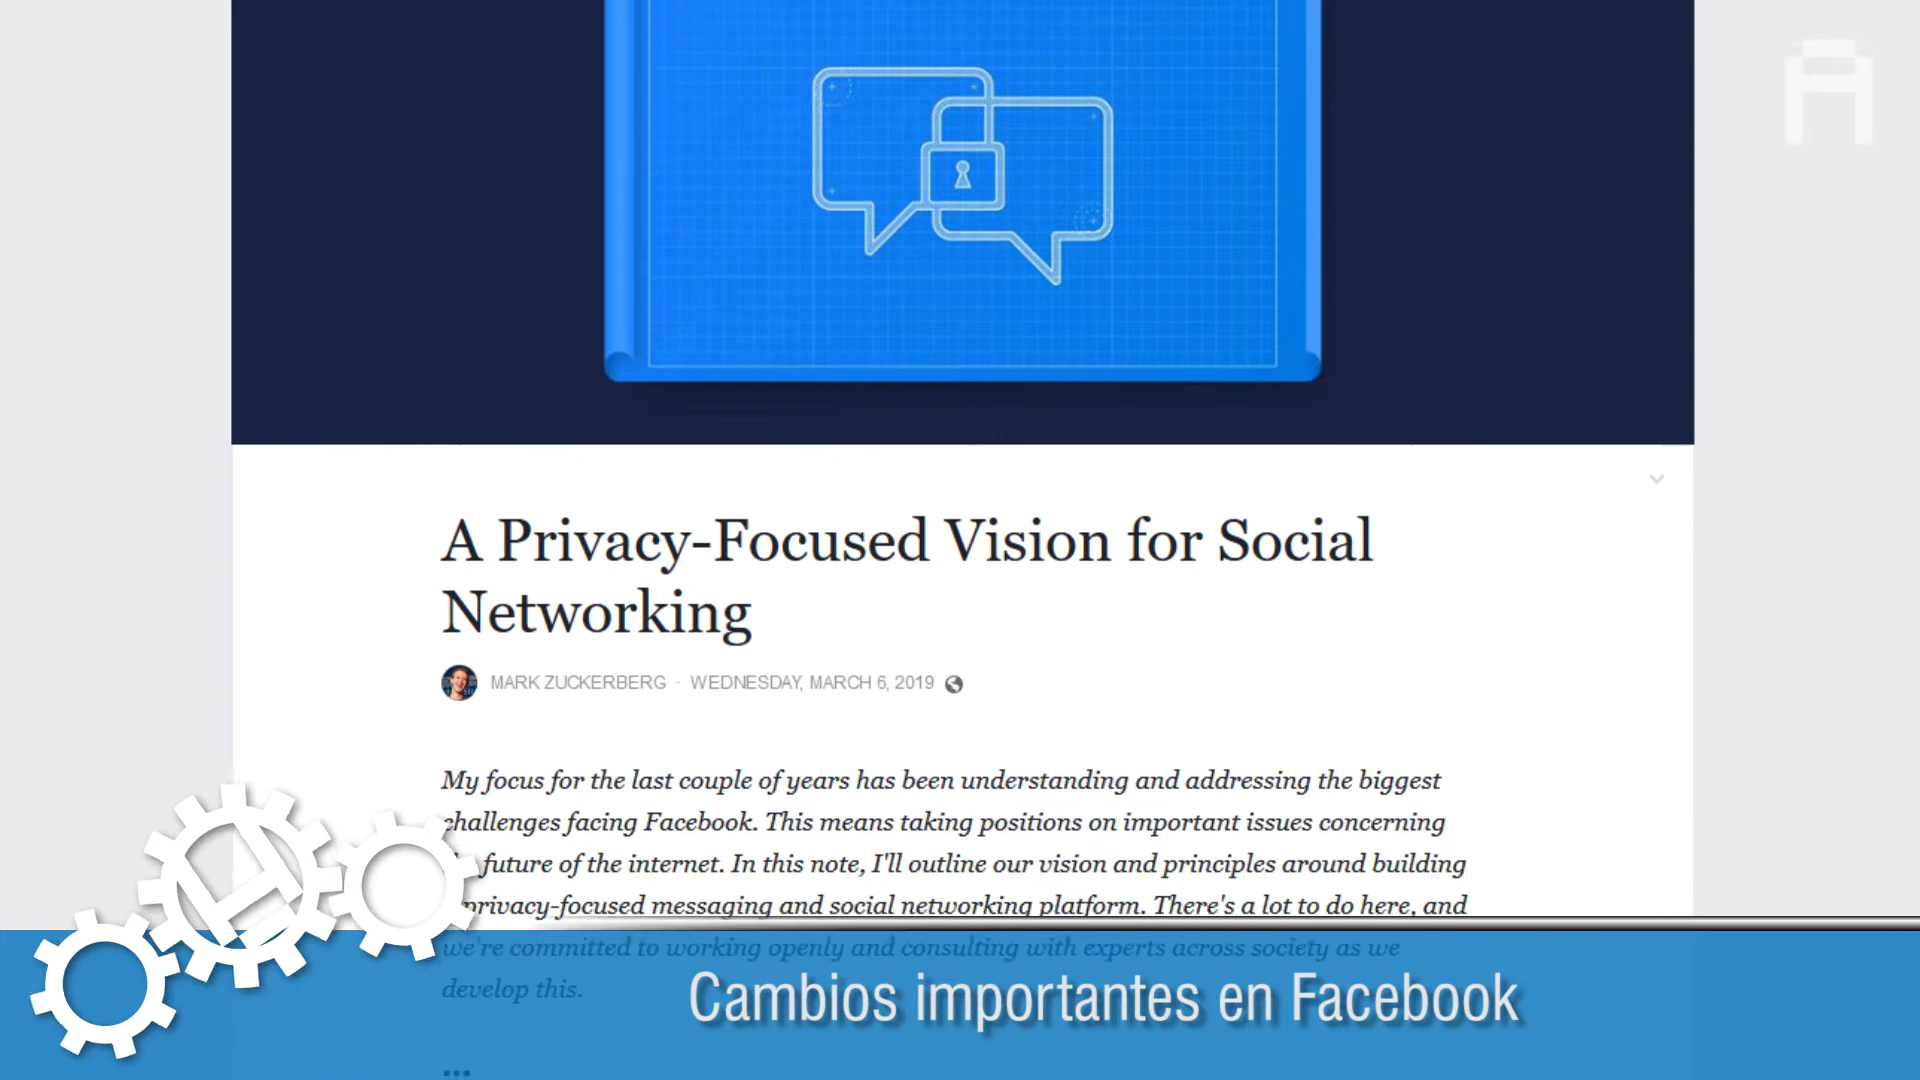 A Privacy-Focused Vision for Social
Networking
MARK ZUCKERBERG · WEDNESDAY, MARCH 6, 2019
My focus for the last couple of years has been understanding and addressing the biggest
challenges facing Facebook. This means taking positions on important issues concerning
future of the internet. In this note, I'll outline our vision and principles around building
privacy-focused messaging and social networking platform. There's a lot to do here, and
we're committed to working openly and consulting with experts across society as we
develop this.
Cambios importantes en Facebook
...